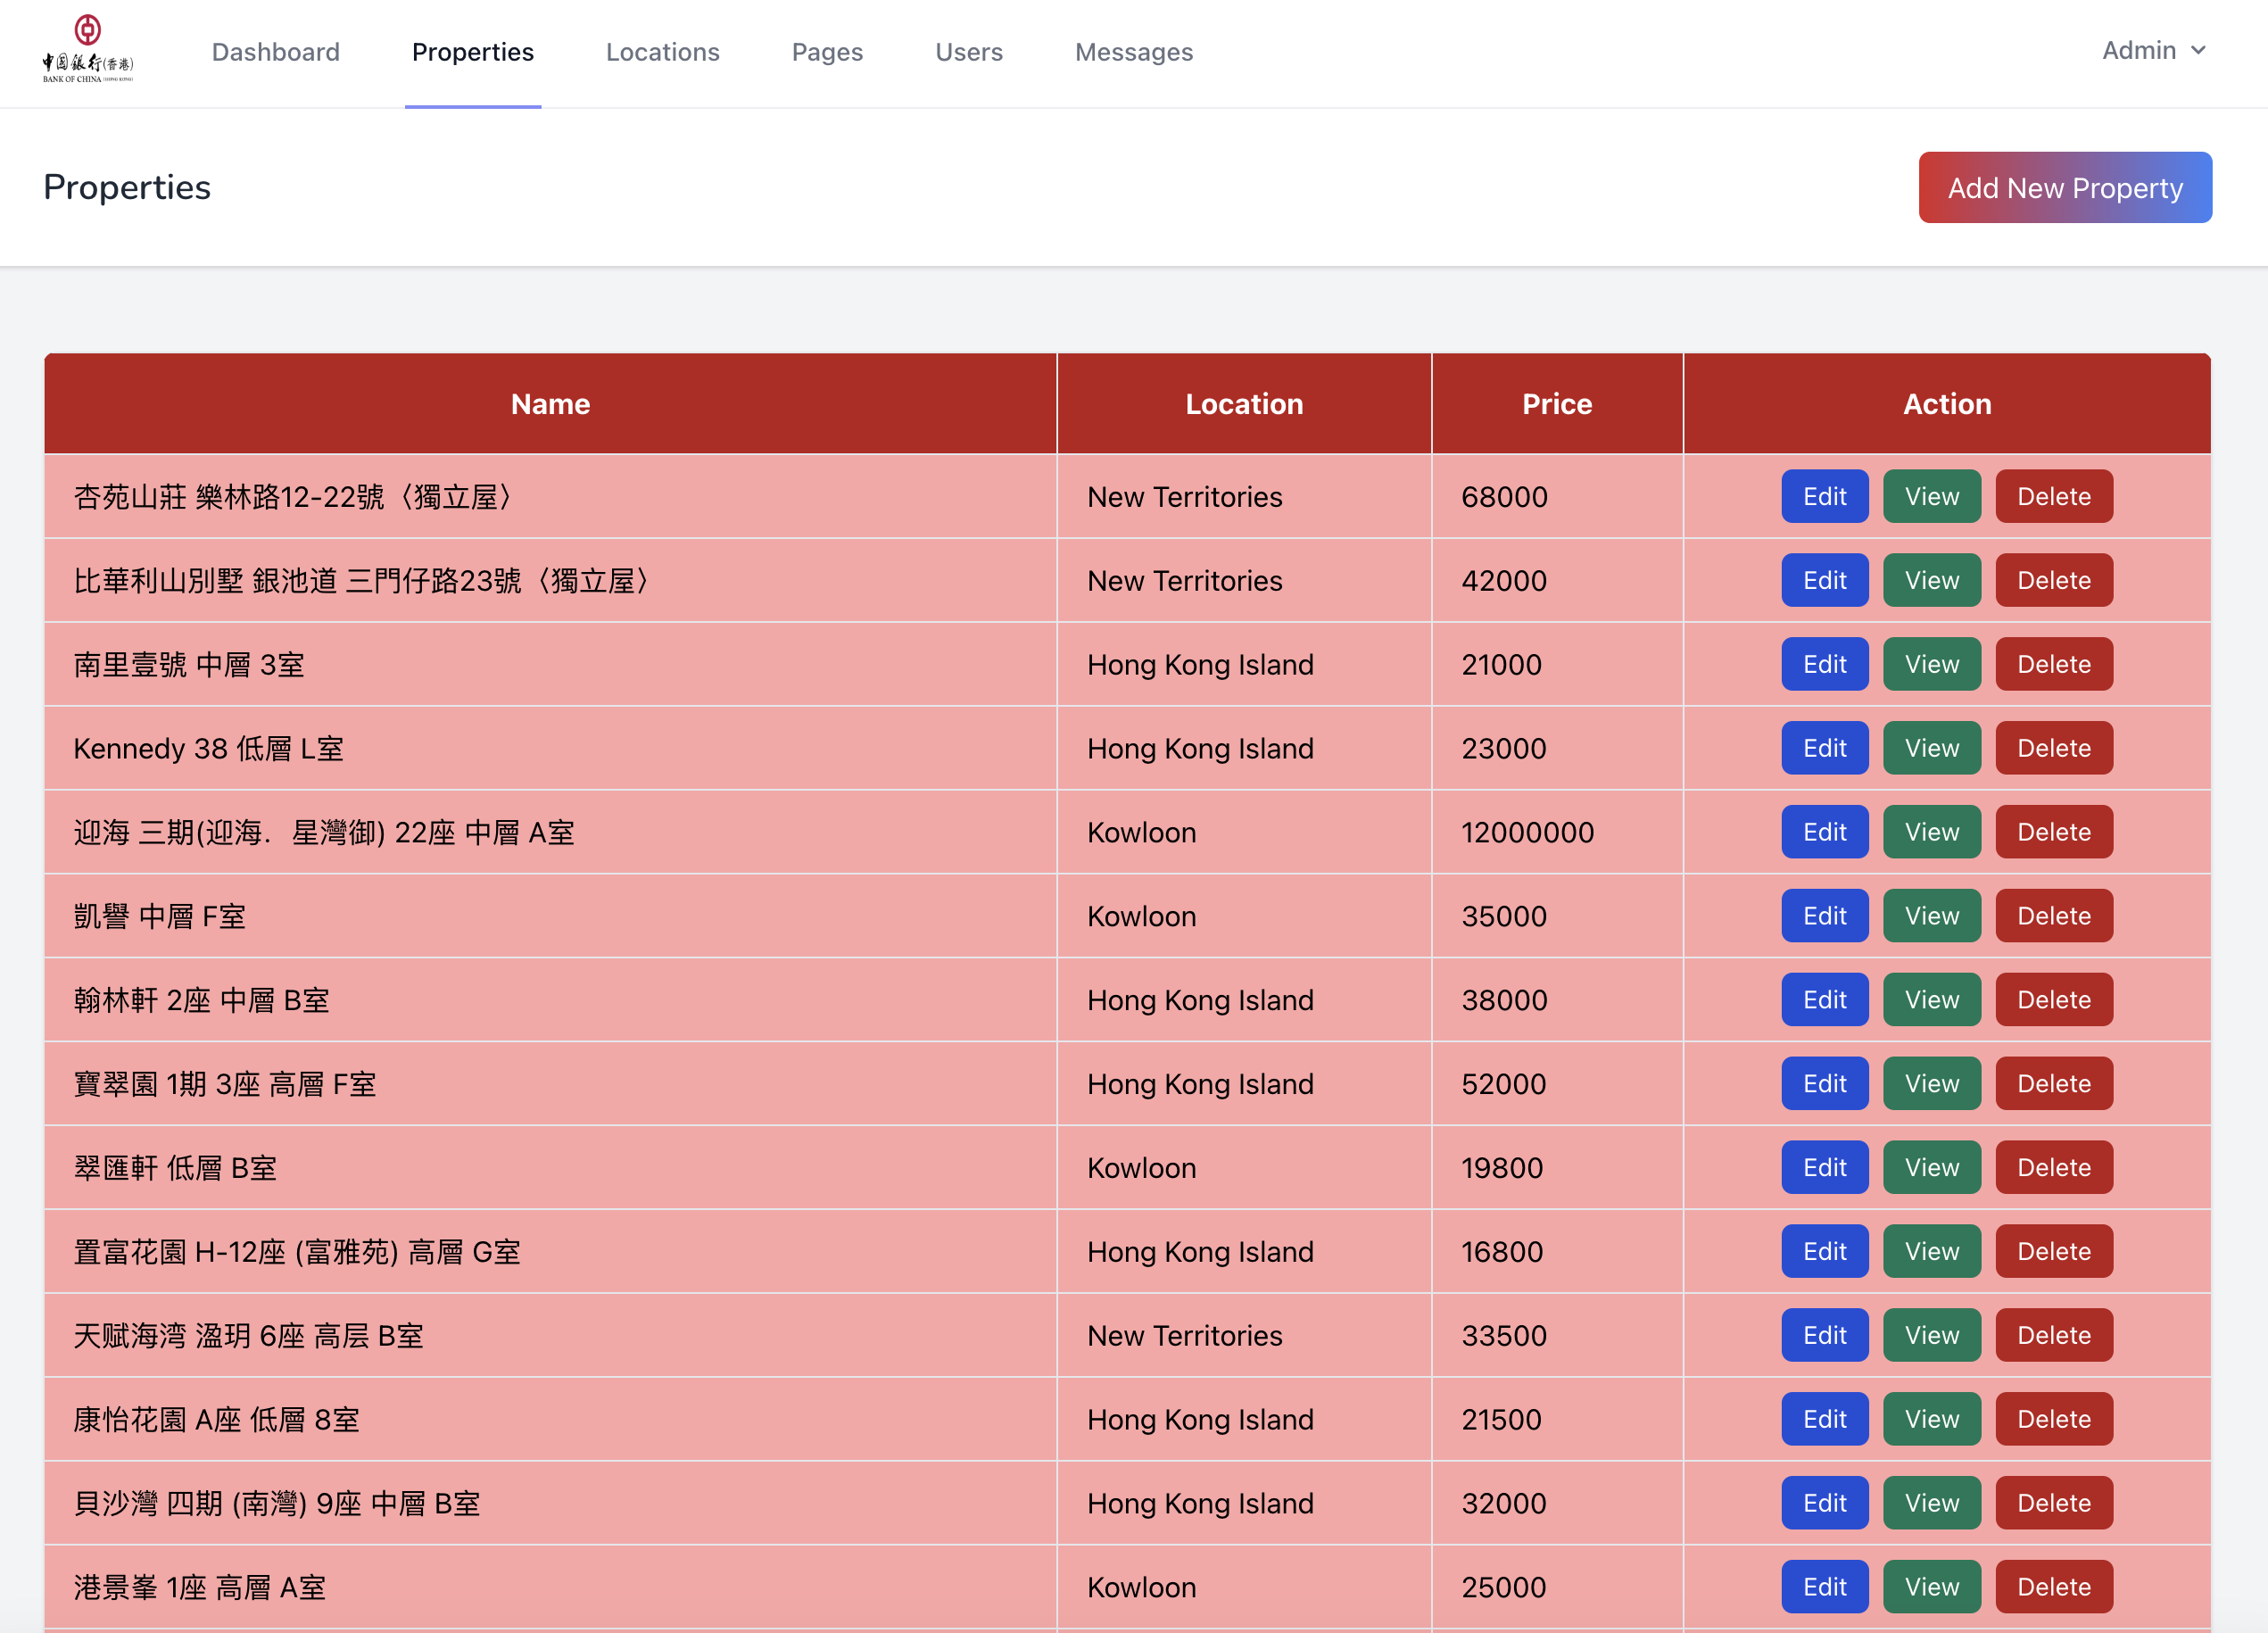 中国銀行(香港)
BANK OF CHINA (HONG KONG)
Dashboard Properties Locations Pages Users Messages Admin
Properties Add New Property
Name Location Price Action
杏苑山莊 樂林路12-22號〈獨立屋〉 New Territories 68000 Edit View Delete
比華利山別墅 銀池道 三門仔路23號〈獨立屋〉 New Territories 42000 Edit View Delete
南里壹號 中層 3室 Hong Kong Island 21000 Edit View Delete
Kennedy 38 低層 L室 Hong Kong Island 23000 Edit View Delete
迎海 三期(迎海．星灣御) 22座 中層 A室 Kowloon 12000000 Edit View Delete
凱譽 中層 F室 Kowloon 35000 Edit View Delete
翰林軒 2座 中層 B室 Hong Kong Island 38000 Edit View Delete
寶翠園 1期 3座 高層 F室 Hong Kong Island 52000 Edit View Delete
翠匯軒 低層 B室 Kowloon 19800 Edit View Delete
置富花園 H-12座 (富雅苑) 高層 G室 Hong Kong Island 16800 Edit View Delete
天赋海湾 溋玥 6座 高层 B室 New Territories 33500 Edit View Delete
康怡花園 A座 低層 8室 Hong Kong Island 21500 Edit View Delete
貝沙灣 四期 (南灣) 9座 中層 B室 Hong Kong Island 32000 Edit View Delete
港景峯 1座 高層 A室 Kowloon 25000 Edit View Delete